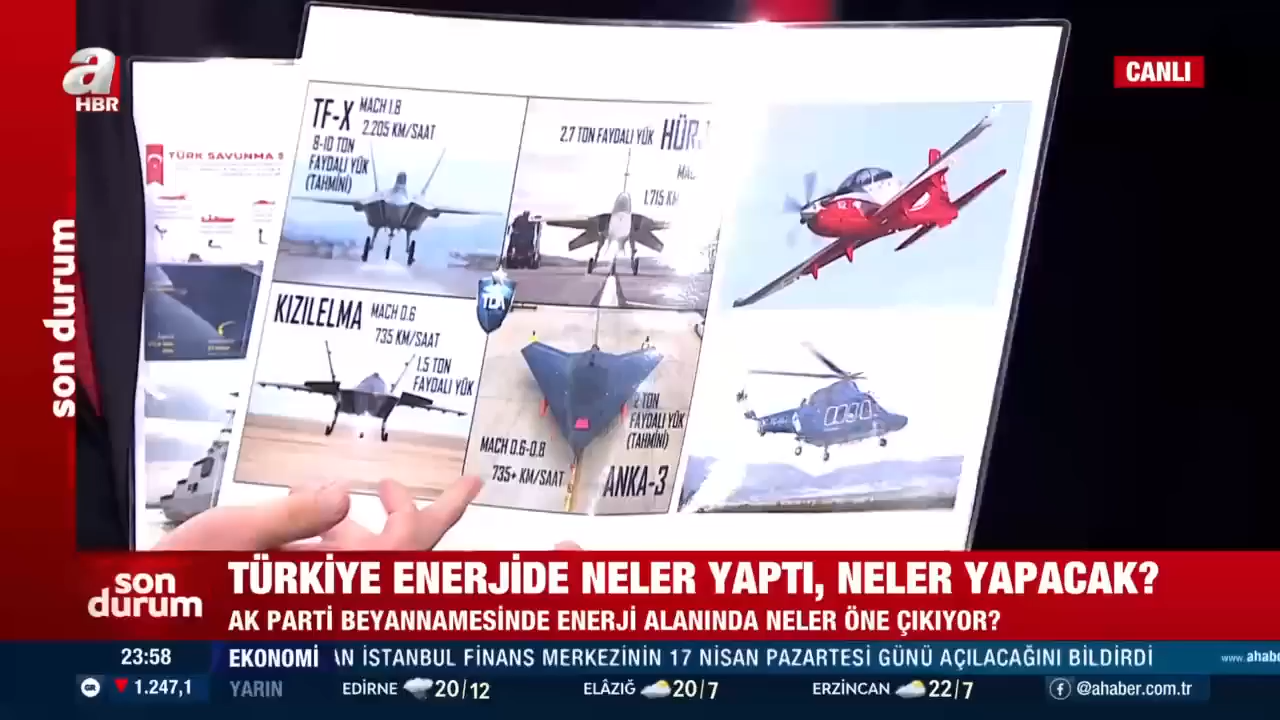 a
HBR
CANLI
son durum
TÜRK SAVUNMA
TF-X
MACH 1.8
2.205 KM/SAAT
8-10 TON
FAYDALI YÜK
(TAHMİNİ)
2.7 TON FAYDALI YÜK
1.715 KM
KIZILELMA
MACH 0.6
735 KM/SAAT
1.5 TON
FAYDALI YÜK
MACH 0.6-0.8
735+ KM/SAAT
TON
FAYDALI YÜK
(TAHMİNİ)
ANKA-3
son
durum
TÜRKİYE ENERJİDE NELER YAPTI, NELER YAPACAK?
AK PARTİ BEYANNAMESİNDE ENERJİ ALANINDA NELER ÖNE ÇIKIYOR?
23:58
EKONOMİ
AN İSTANBUL FİNANS MERKEZİNİN 17 NİSAN PAZARTESİ GÜNÜ AÇILACAĞINI BİLDİRDİ
www.ahabe
GR
1.247,1
YARIN
EDİRNE 20/12
ELÂZIĞ 20/7
ERZİNCAN 22/7
@ahaber.com.tr